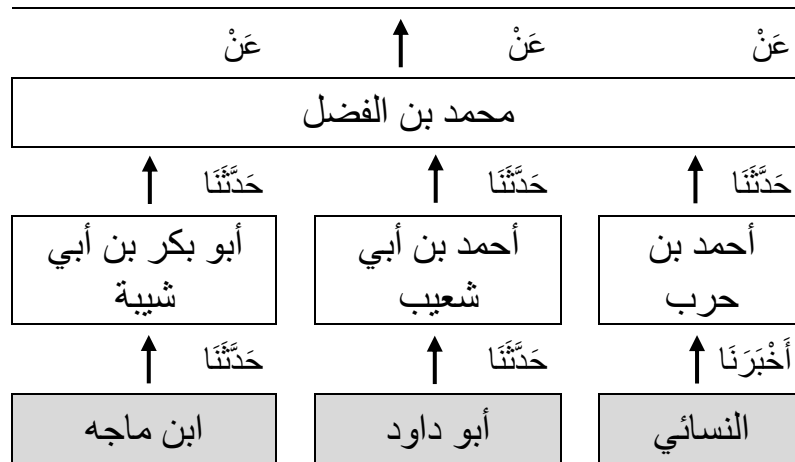 عَنْ عَنْ عَنْ
محمد بن الفضل
حَدَّثَنَا حَدَّثَنَا حَدَّثَنَا
أحمد بن
حرب
أحمد بن أبي
شعيب
أبو بكر بن أبي
شيبة
أَخْبَرَنَا حَدَّثَنَا حَدَّثَنَا
النسائي
أبو داود
ابن ماجه